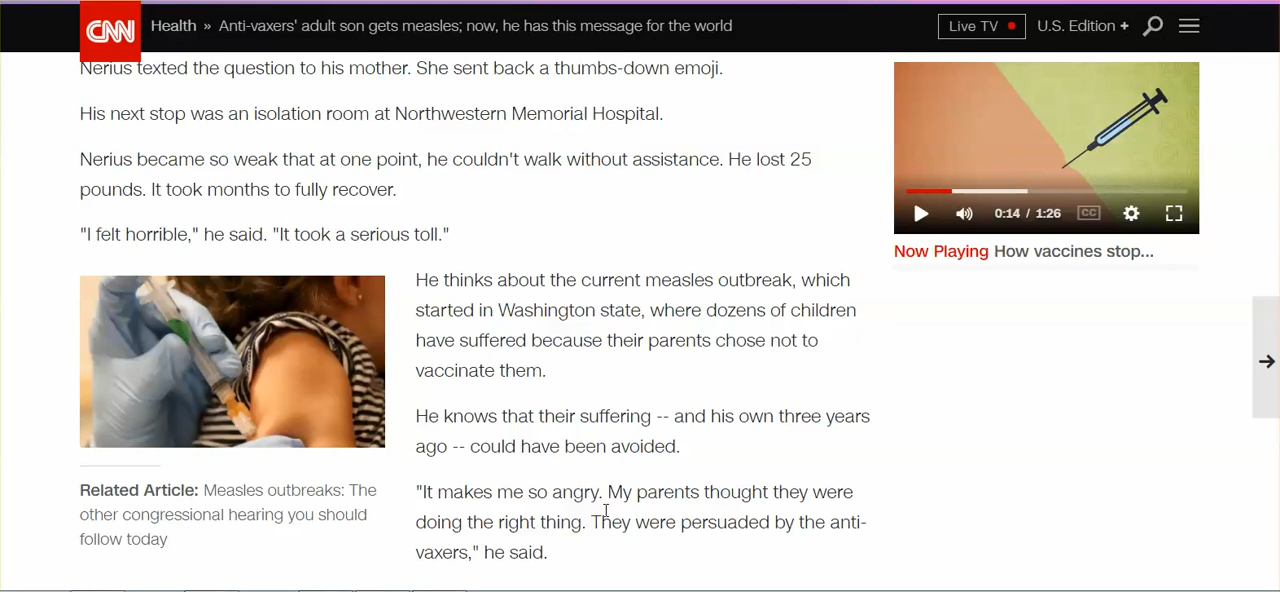 CNN Health » Anti-vaxers' adult son gets measles; now, he has this message for the world Live TV U.S. Edition +
Nerius texted the question to his mother. She sent back a thumbs-down emoji.
His next stop was an isolation room at Northwestern Memorial Hospital.
Nerius became so weak that at one point, he couldn't walk without assistance. He lost 25
pounds. It took months to fully recover.
"I felt horrible," he said. "It took a serious toll."
He thinks about the current measles outbreak, which
started in Washington state, where dozens of children
have suffered because their parents chose not to
vaccinate them.
He knows that their suffering -- and his own three years
ago -- could have been avoided.
"It makes me so angry. My parents thought they were
doing the right thing. They were persuaded by the anti-
vaxers," he said.
Related Article: Measles outbreaks: The
other congressional hearing you should
follow today
0:14 / 1:26 CC
Now Playing How vaccines stop...